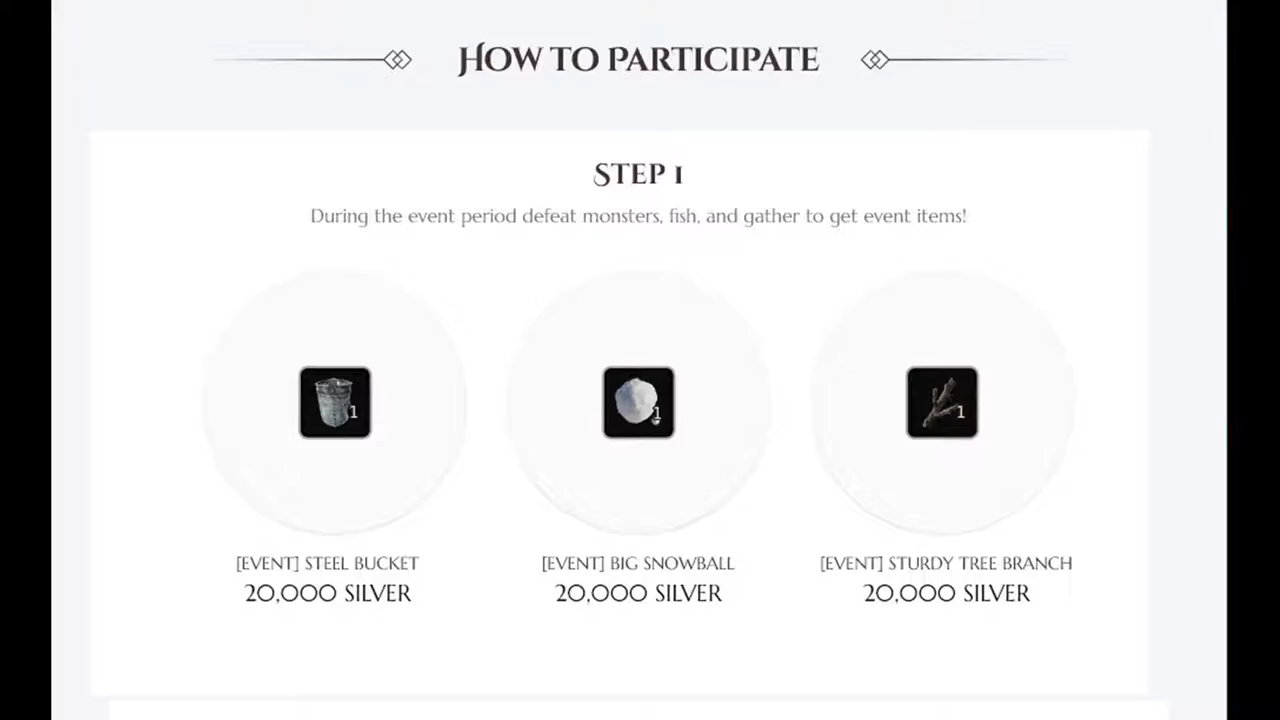 How to Participate
Step 1
During the event period defeat monsters, fish, and gather to get event items!
1
1
1
[EVENT] STEEL BUCKET
[EVENT] BIG SNOWBALL
[EVENT] STURDY TREE BRANCH
20,000 SILVER
20,000 SILVER
20,000 SILVER